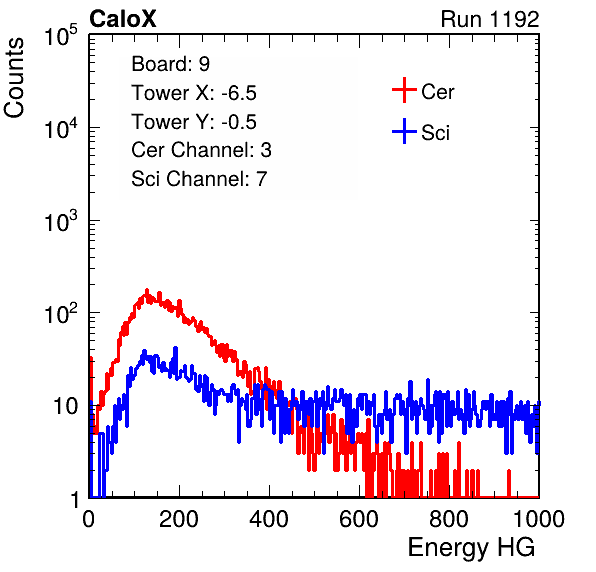 CaloX Run 1192
Counts
10^5
10^4
10^3
10^2
10
1
Board: 9
Tower X: -6.5
Tower Y: -0.5
Cer Channel: 3
Sci Channel: 7
Cer
Sci
0 200 400 600 800 1000
Energy HG